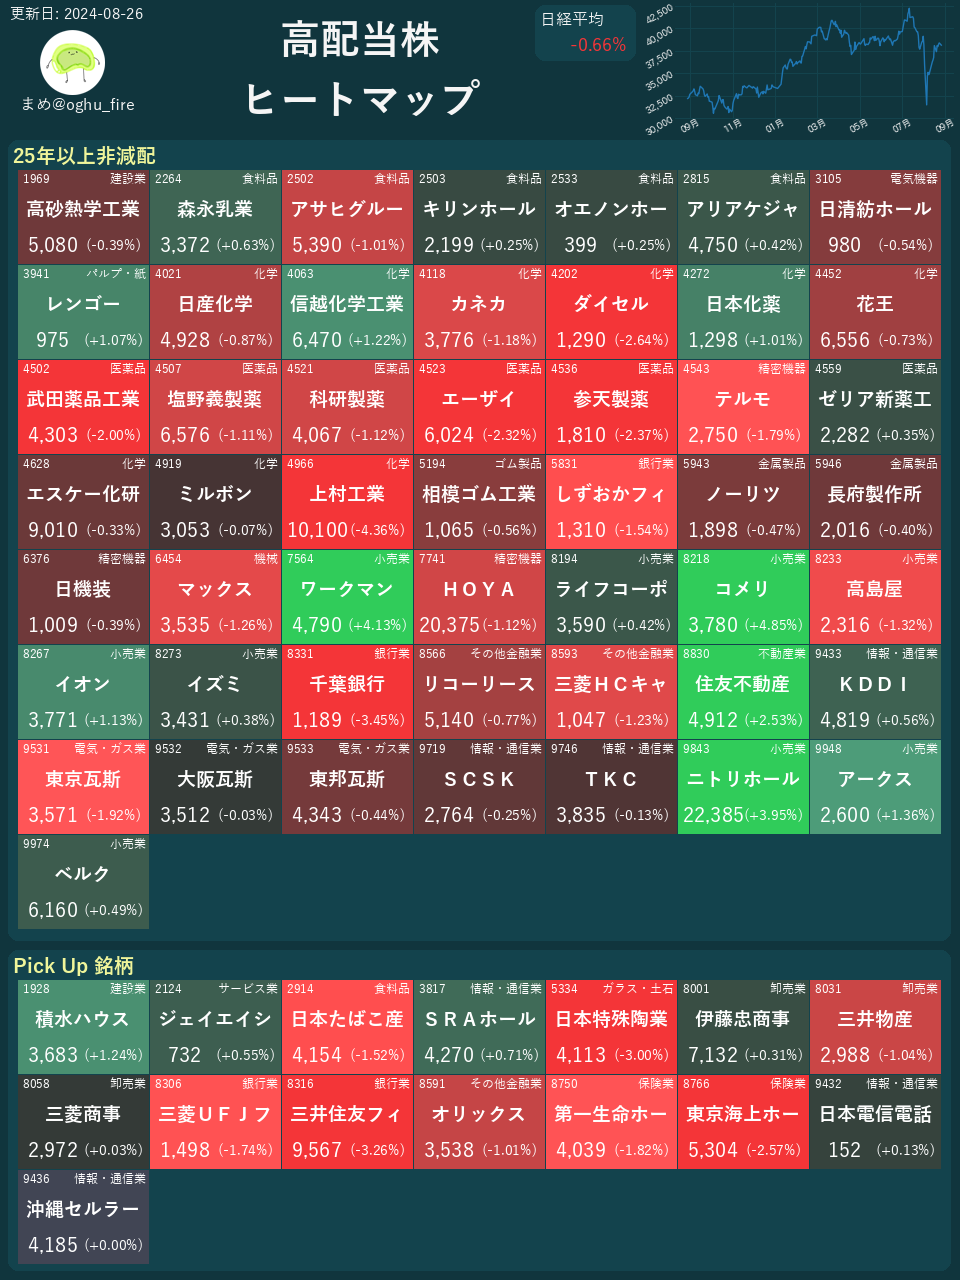 更新日: 2024-08-26
まめ@oghu_fire
高配当株
ヒートマップ
日経平均
-0.66%
42,500
40,000
37,500
35,000
32,500
30,000
09月 11月 01月 03月 05月 07月 09月
25年以上非減配
1969 建設業 2264 食料品 2502 食料品 2503 食料品 2533 食料品 2815 食料品 3105 電気機器
高砂熱学工業 森永乳業 アサヒグルー キリンホール オエノンホー アリアケジャ 日清紡ホール
5,080 (-0.39%) 3,372 (+0.63%) 5,390 (-1.01%) 2,199 (+0.25%) 399 (+0.25%) 4,750 (+0.42%) 980 (-0.54%)
3941 パルプ・紙 4021 化学 4063 化学 4118 化学 4202 化学 4272 化学 4452 化学
レンゴー 日産化学 信越化学工業 カネカ ダイセル 日本化薬 花王
975 (+1.07%) 4,928 (-0.87%) 6,470 (+1.22%) 3,776 (-1.18%) 1,290 (-2.64%) 1,298 (+1.01%) 6,556 (-0.73%)
4502 医薬品 4507 医薬品 4521 医薬品 4523 医薬品 4536 医薬品 4543 精密機器 4559 医薬品
武田薬品工業 塩野義製薬 科研製薬 エーザイ 参天製薬 テルモ ゼリア新薬工
4,303 (-2.00%) 6,576 (-1.11%) 4,067 (-1.12%) 6,024 (-2.32%) 1,810 (-2.37%) 2,750 (-1.79%) 2,282 (+0.35%)
4628 化学 4919 化学 4966 化学 5194 ゴム製品 5831 銀行業 5943 金属製品 5946 金属製品
エスケー化研 ミルボン 上村工業 相模ゴム工業 しずおかフィ ノーリツ 長府製作所
9,010 (-0.33%) 3,053 (-0.07%) 10,100 (-4.36%) 1,065 (-0.56%) 1,310 (-1.54%) 1,898 (-0.47%) 2,016 (-0.40%)
6376 精密機器 6454 機械 7564 小売業 7741 精密機器 8194 小売業 8218 小売業 8233 小売業
日機装 マックス ワークマン ＨＯＹＡ ライフコーポ コメリ 高島屋
1,009 (-0.39%) 3,535 (-1.26%) 4,790 (+4.13%) 20,375 (-1.12%) 3,590 (+0.42%) 3,780 (+4.85%) 2,316 (-1.32%)
8267 小売業 8273 小売業 8331 銀行業 8566 その他金融業 8593 その他金融業 8830 不動産業 9433 情報・通信業
イオン イズミ 千葉銀行 リコーリース 三菱ＨＣキャ 住友不動産 ＫＤＤＩ
3,771 (+1.13%) 3,431 (+0.38%) 1,189 (-3.45%) 5,140 (-0.77%) 1,047 (-1.23%) 4,912 (+2.53%) 4,819 (+0.56%)
9531 電気・ガス業 9532 電気・ガス業 9533 電気・ガス業 9719 情報・通信業 9746 情報・通信業 9843 小売業 9948 小売業
東京瓦斯 大阪瓦斯 東邦瓦斯 ＳＣＳＫ ＴＫＣ ニトリホール アークス
3,571 (-1.92%) 3,512 (-0.03%) 4,343 (-0.44%) 2,764 (-0.25%) 3,835 (-0.13%) 22,385 (+3.95%) 2,600 (+1.36%)
9974 小売業
ベルク
6,160 (+0.49%)
Pick Up 銘柄
1928 建設業 2124 サービス業 2914 食料品 3817 情報・通信業 5334 ガラス・土石 8001 卸売業 8031 卸売業
積水ハウス ジェイエイシ 日本たばこ産 ＳＲＡホール 日本特殊陶業 伊藤忠商事 三井物産
3,683 (+1.24%) 732 (+0.55%) 4,154 (-1.52%) 4,270 (+0.71%) 4,113 (-3.00%) 7,132 (+0.31%) 2,988 (-1.04%)
8058 卸売業 8306 銀行業 8316 銀行業 8591 その他金融業 8750 保険業 8766 保険業 9432 情報・通信業
三菱商事 三菱ＵＦＪフ 三井住友フィ オリックス 第一生命ホー 東京海上ホー 日本電信電話
2,972 (+0.03%) 1,498 (-1.74%) 9,567 (-3.26%) 3,538 (-1.01%) 4,039 (-1.82%) 5,304 (-2.57%) 152 (+0.13%)
9436 情報・通信業
沖縄セルラー
4,185 (+0.00%)